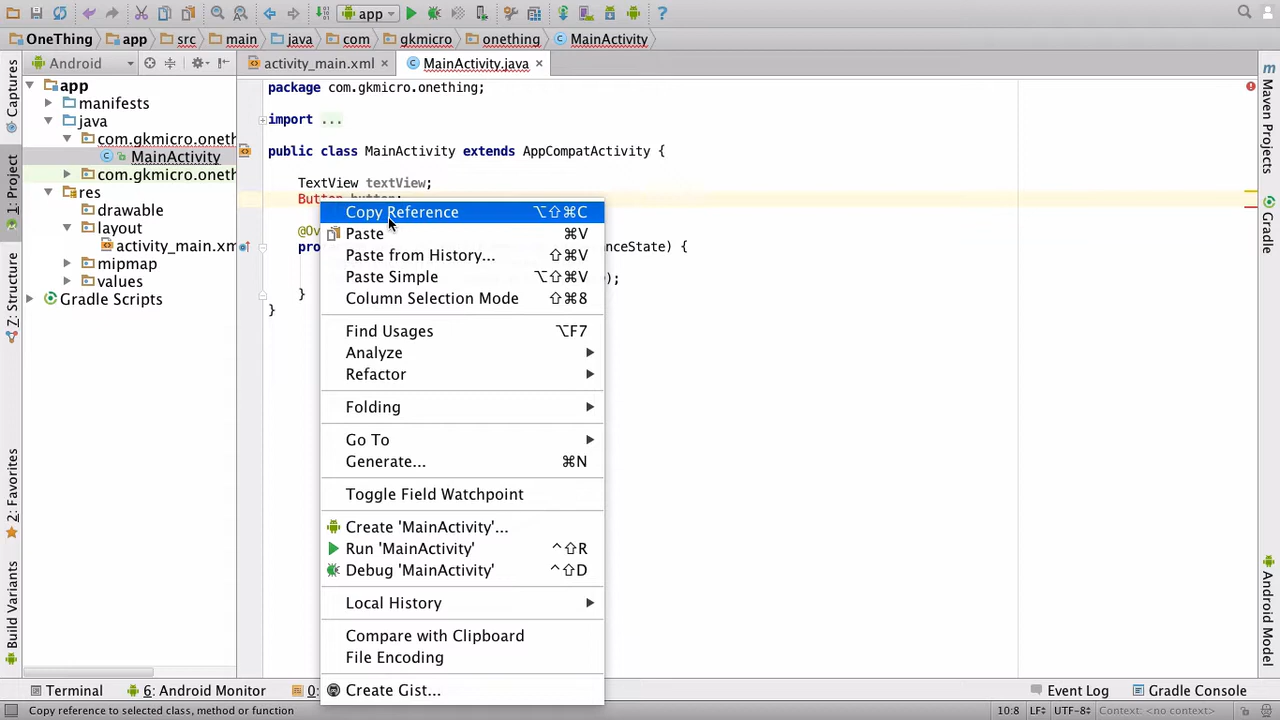 app
OneThing app src main java com gkmicro onething MainActivity
Android
activity_main.xml
MainActivity.java
Captures
1: Project
Z: Structure
2: Favorites
Build Variants
app
manifests
java
com.gkmicro.oneth
MainActivity
com.gkmicro.oneth
res
drawable
layout
activity_main.xm
mipmap
values
Gradle Scripts
package com.gkmicro.onething;
import ...
public class MainActivity extends AppCompatActivity {
TextView textView;
Button button;
@Ov
pro
anceState) {
);
}
}
Copy Reference ⌥⇧⌘C
Paste ⌘V
Paste from History... ⇧⌘V
Paste Simple ⌥⇧⌘V
Column Selection Mode ⇧⌘8
Find Usages ⌥F7
Analyze
Refactor
Folding
Go To
Generate... ⌘N
Toggle Field Watchpoint
Create 'MainActivity'...
Run 'MainActivity' ^⇧R
Debug 'MainActivity' ^⇧D
Local History
Compare with Clipboard
File Encoding
Create Gist...
Maven Projects
Gradle
Android Model
Terminal
6: Android Monitor
0:
Event Log
Gradle Console
Copy reference to selected class, method or function
10:8 LF UTF-8 Context: <no context>